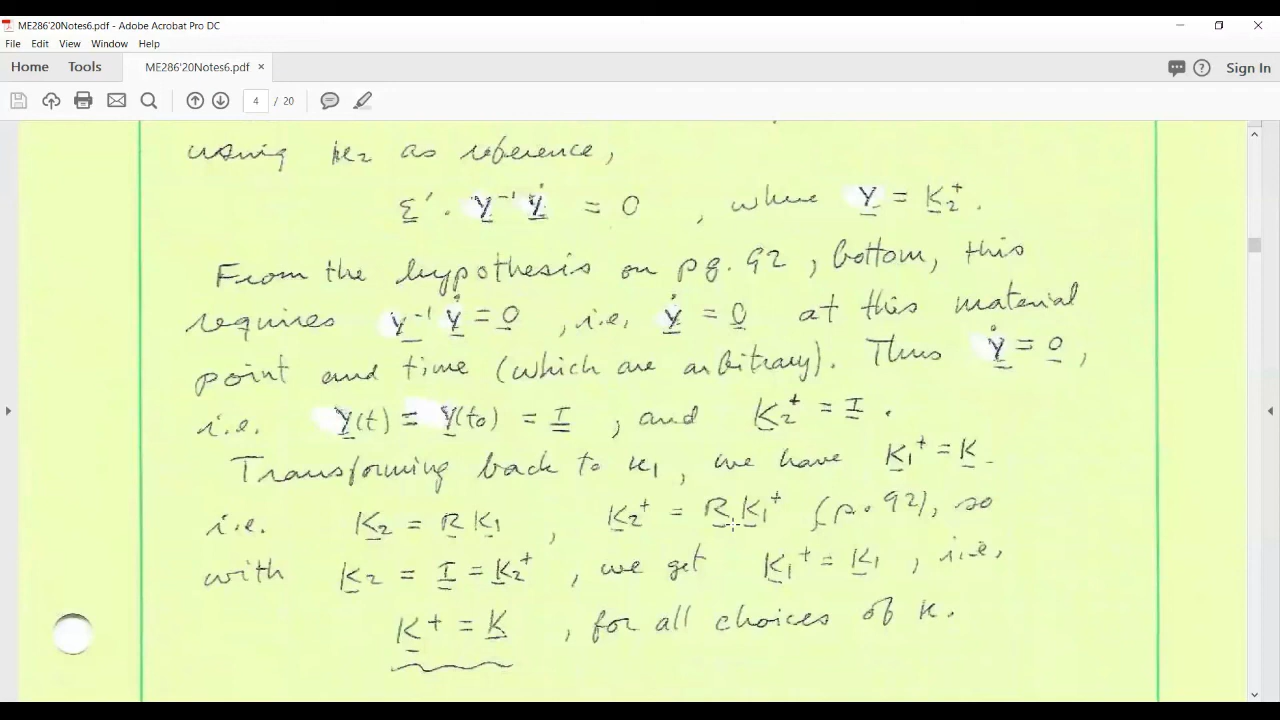 ME286'20Notes6.pdf - Adobe Acrobat Pro DC
File Edit View Window Help
Home Tools ME286'20Notes6.pdf × Sign In
4 / 20
using κ₂ as reference,
Σ′ · Y⁻¹ Ẏ = 0 , where Y = K₂⁺.
From the hypothesis on pg. 92, bottom, this
requires Y⁻¹ Ẏ = 0 , i.e. Ẏ = 0 at this material
point and time (which are arbitrary). Thus Ẏ = 0,
i.e. Y(t) = Y(t₀) = I , and K₂⁺ = I .
Transforming back to κ₁, we have K₁⁺ = K
i.e. K₂ = R K₁ , K₂⁺ = R K₁⁺ (p. 92), so
with K₂ = I = K₂⁺ , we get K₁⁺ = K₁ , i.e.
K⁺ = K , for all choices of κ.